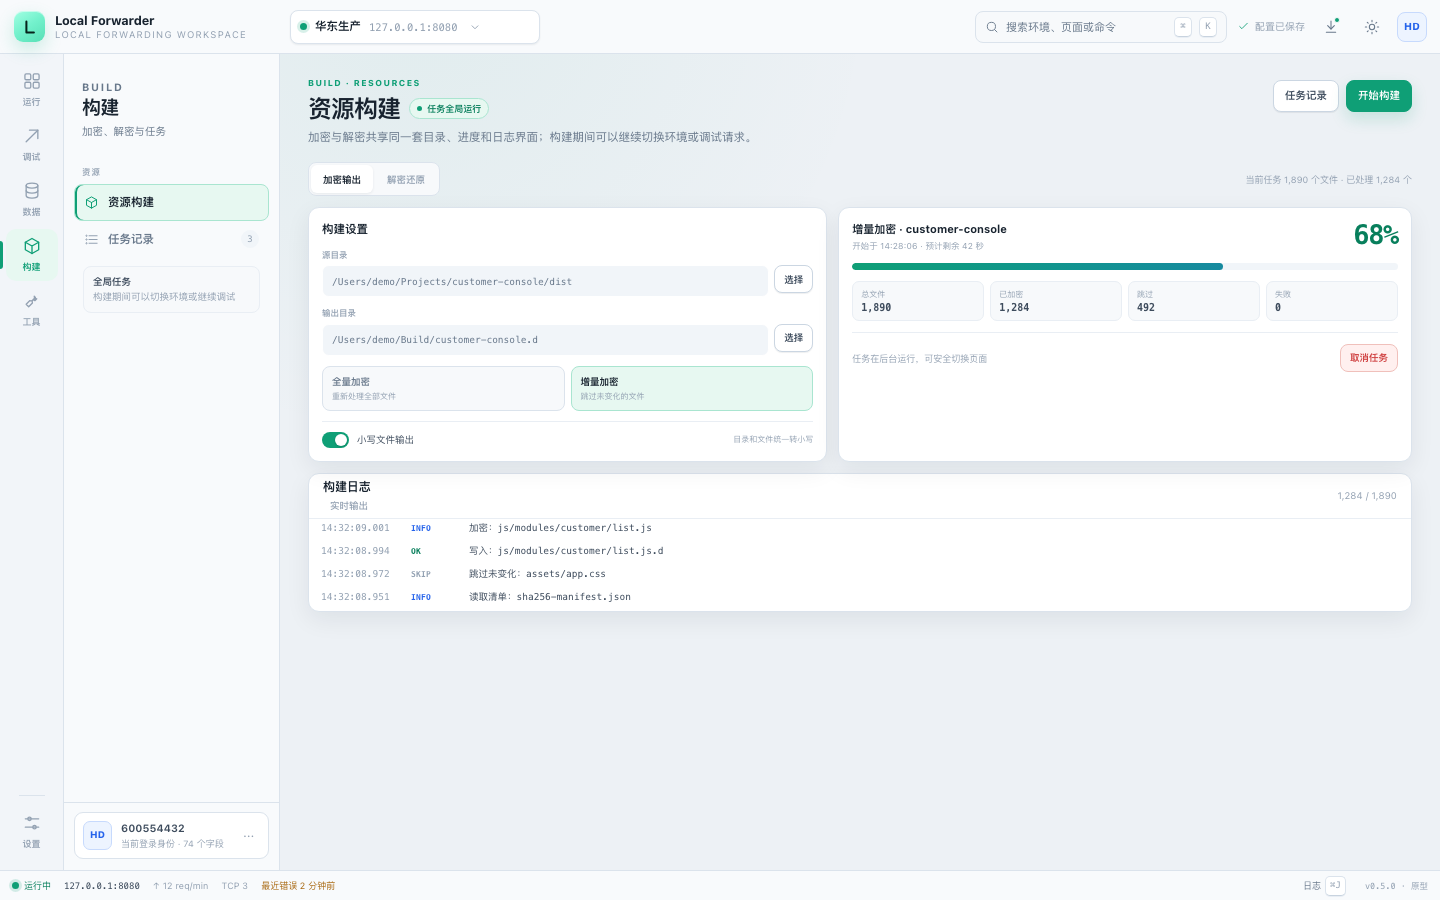 L
Local Forwarder
LOCAL FORWARDING WORKSPACE
华东生产 127.0.0.1:8080
搜索环境、页面或命令 ⌘ K
配置已保存
HD
运行
调试
数据
构建
工具
设置
BUILD
构建
加密、解密与任务
资源
资源构建
任务记录 3
全局任务
构建期间可以切换环境或继续调试
HD
600554432
当前登录身份 · 74 个字段
...
BUILD · RESOURCES
资源构建
任务全局运行
加密与解密共享同一套目录、进度和日志界面；构建期间可以继续切换环境或调试请求。
任务记录
开始构建
加密输出
解密还原
当前任务 1,890 个文件 · 已处理 1,284 个
构建设置
源目录
/Users/demo/Projects/customer-console/dist
选择
输出目录
/Users/demo/Build/customer-console.d
选择
全量加密
重新处理全部文件
增量加密
跳过未变化的文件
小写文件输出
目录和文件统一转小写
增量加密 · customer-console
开始于 14:28:06 · 预计剩余 42 秒
68%
总文件
1,890
已加密
1,284
跳过
492
失败
0
任务在后台运行，可安全切换页面
取消任务
构建日志
实时输出
1,284 / 1,890
14:32:09.001 INFO 加密：js/modules/customer/list.js
14:32:08.994 OK 写入：js/modules/customer/list.js.d
14:32:08.972 SKIP 跳过未变化：assets/app.css
14:32:08.951 INFO 读取清单：sha256-manifest.json
运行中 127.0.0.1:8080 ↑ 12 req/min TCP 3 最近错误 2 分钟前
日志 ⌘J v0.5.0 · 原型